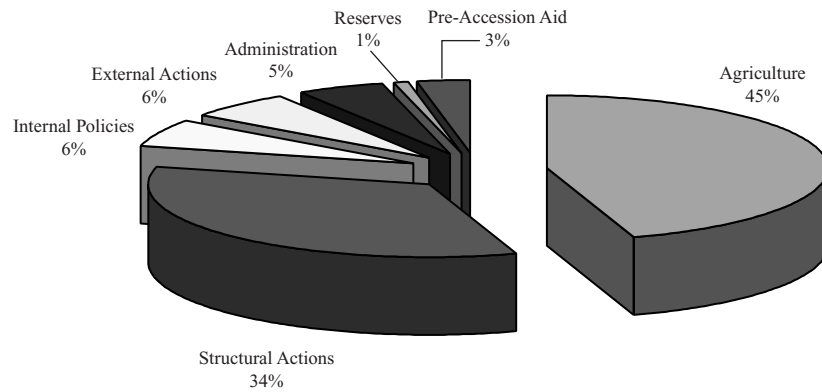 Reserves
1%
Pre-Accession Aid
3%
Administration
5%
External Actions
6%
Internal Policies
6%
Agriculture
45%
Structural Actions
34%